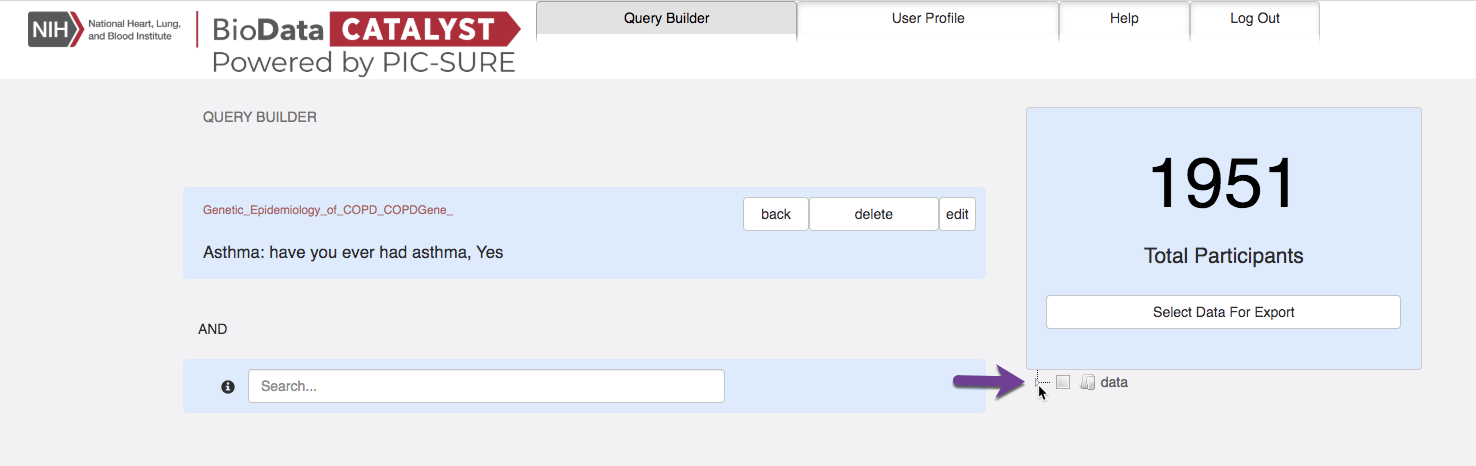 NIH
National Heart, Lung,
and Blood Institute
BioData CATALYST
Powered by PIC-SURE
Query Builder
User Profile
Help
Log Out
QUERY BUILDER
Genetic_Epidemiology_of_COPD_COPDGene_
back
delete
edit
Asthma: have you ever had asthma, Yes
AND
Search...
1951
Total Participants
Select Data For Export
data